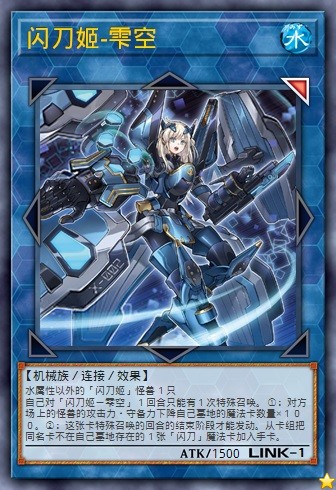 闪刀姬-雫空
水
X-002
【机械族／连接／效果】
水属性以外的「闪刀姬」怪兽1只
自己对「闪刀姬-雫空」1回合只能有1次特殊召唤。①：对方
场上的怪兽的攻击力·守备力下降自己墓地的魔法卡数量×10
0。②：这张卡特殊召唤的回合的结束阶段才能发动。从卡组把
同名卡不在自己墓地存在的1张「闪刀」魔法卡加入手卡。
ATK/1500 LINK-1